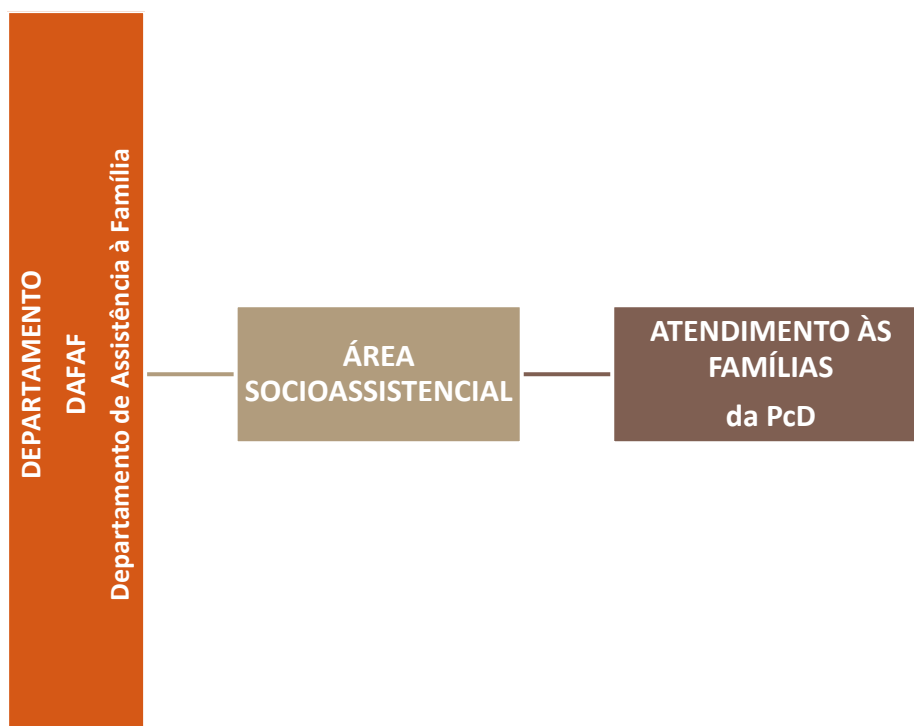 DEPARTAMENTO
DAFAF
Departamento de Assistência à Família
ÁREA
SOCIOASSISTENCIAL
ATENDIMENTO ÀS
FAMÍLIAS
da PcD